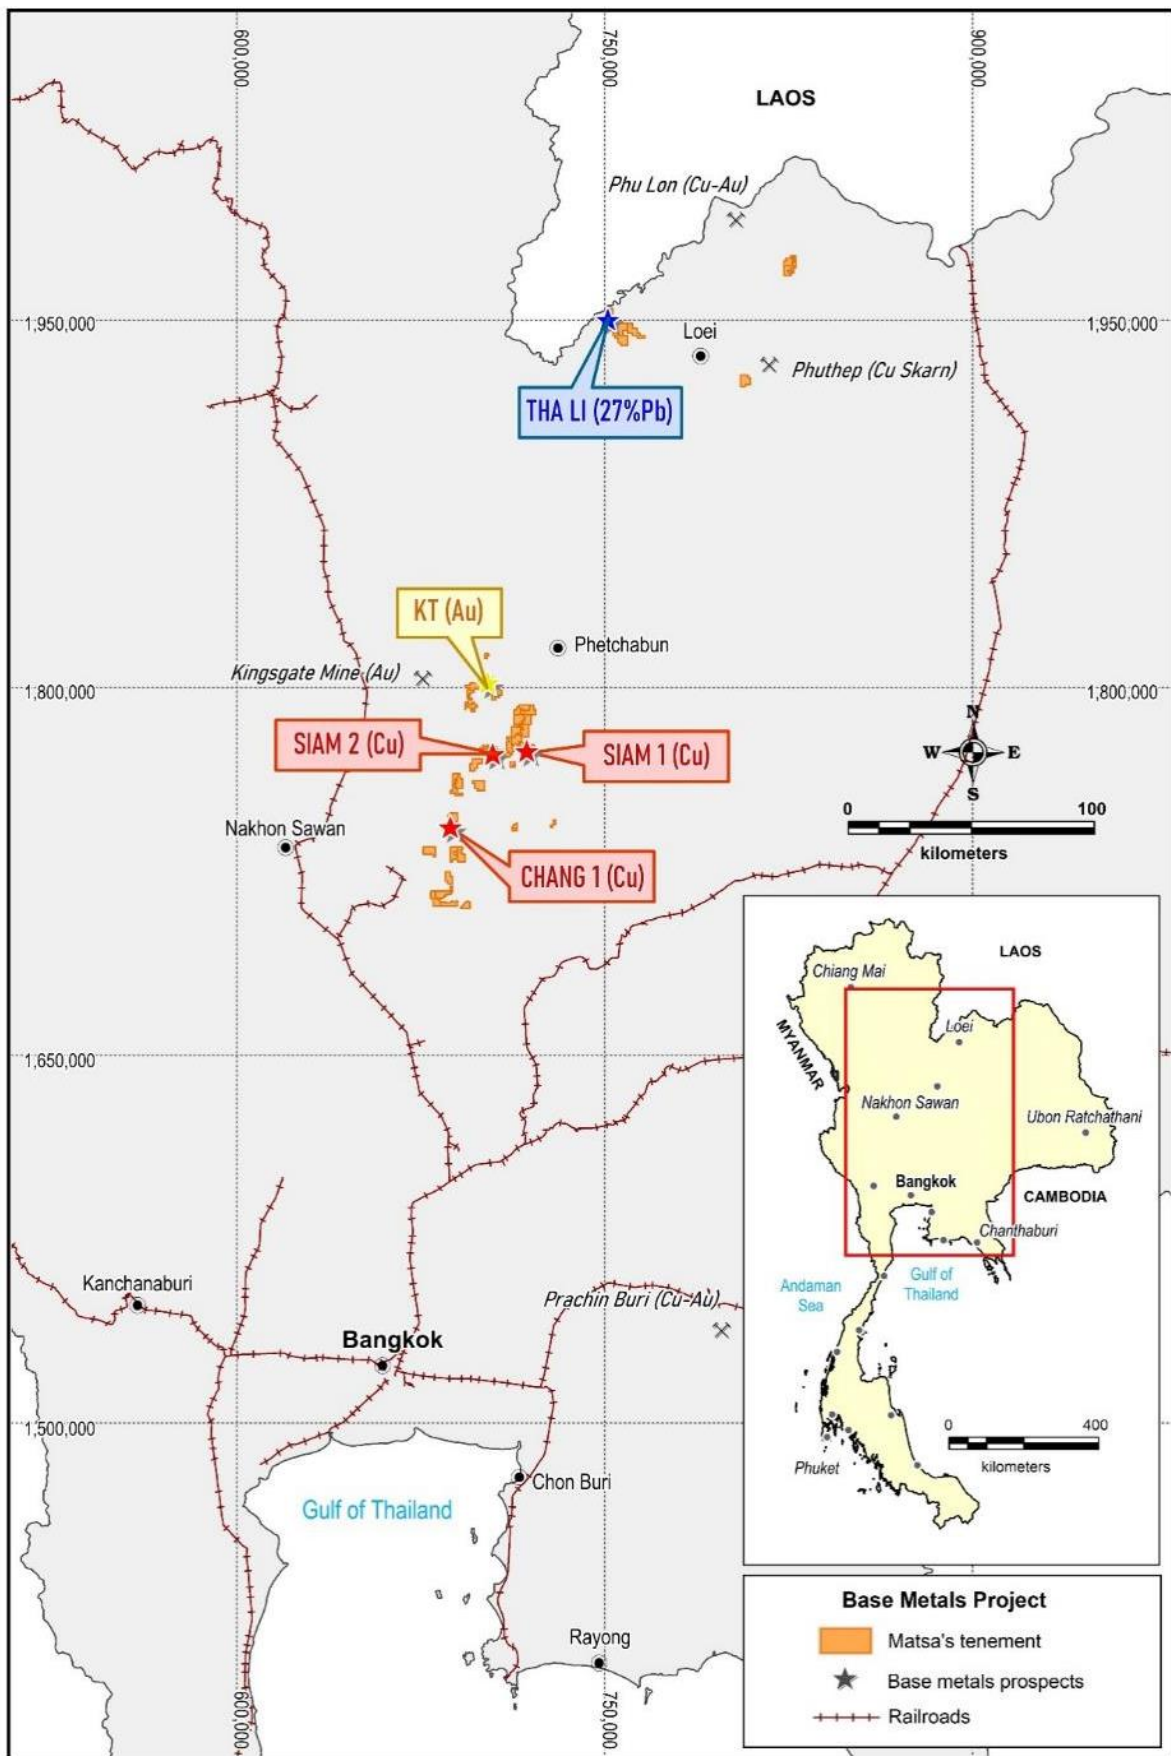 600,000
750,000
900,000
LAOS
Phu Lon (Cu-Au)
1,950,000
1,950,000
Loei
Phuthep (Cu Skarn)
THA LI (27%Pb)
KT (Au)
Phetchabun
Kingsgate Mine (Au)
1,800,000
1,800,000
SIAM 2 (Cu)
SIAM 1 (Cu)
N
W
E
S
0
100
kilometers
Nakhon Sawan
CHANG 1 (Cu)
1,650,000
Kanchanaburi
Prachin Buri (Cu-Au)
Bangkok
1,500,000
Chon Buri
Gulf of Thailand
Rayong
600,000
750,000
LAOS
Chiang Mai
MYANMAR
Loei
Nakhon Sawan
Ubon Ratchathani
Bangkok
CAMBODIA
Chanthaburi
Andaman
Sea
Gulf of
Thailand
0
400
kilometers
Phuket
Base Metals Project
Matsa's tenement
Base metals prospects
Railroads